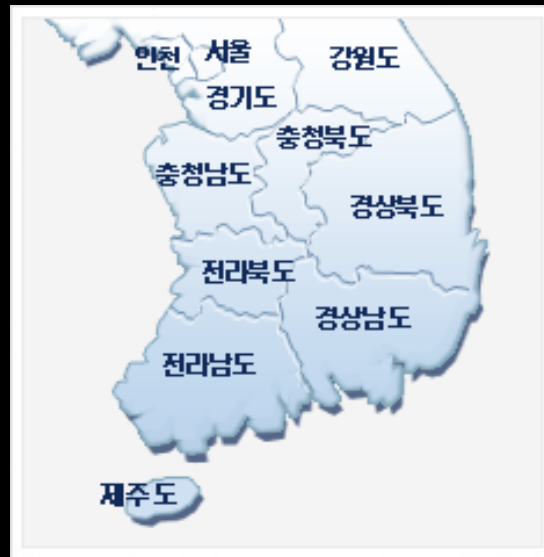 인천
서울
강원도
경기도
충청북도
충청남도
경상북도
전라북도
경상남도
전라남도
제주도